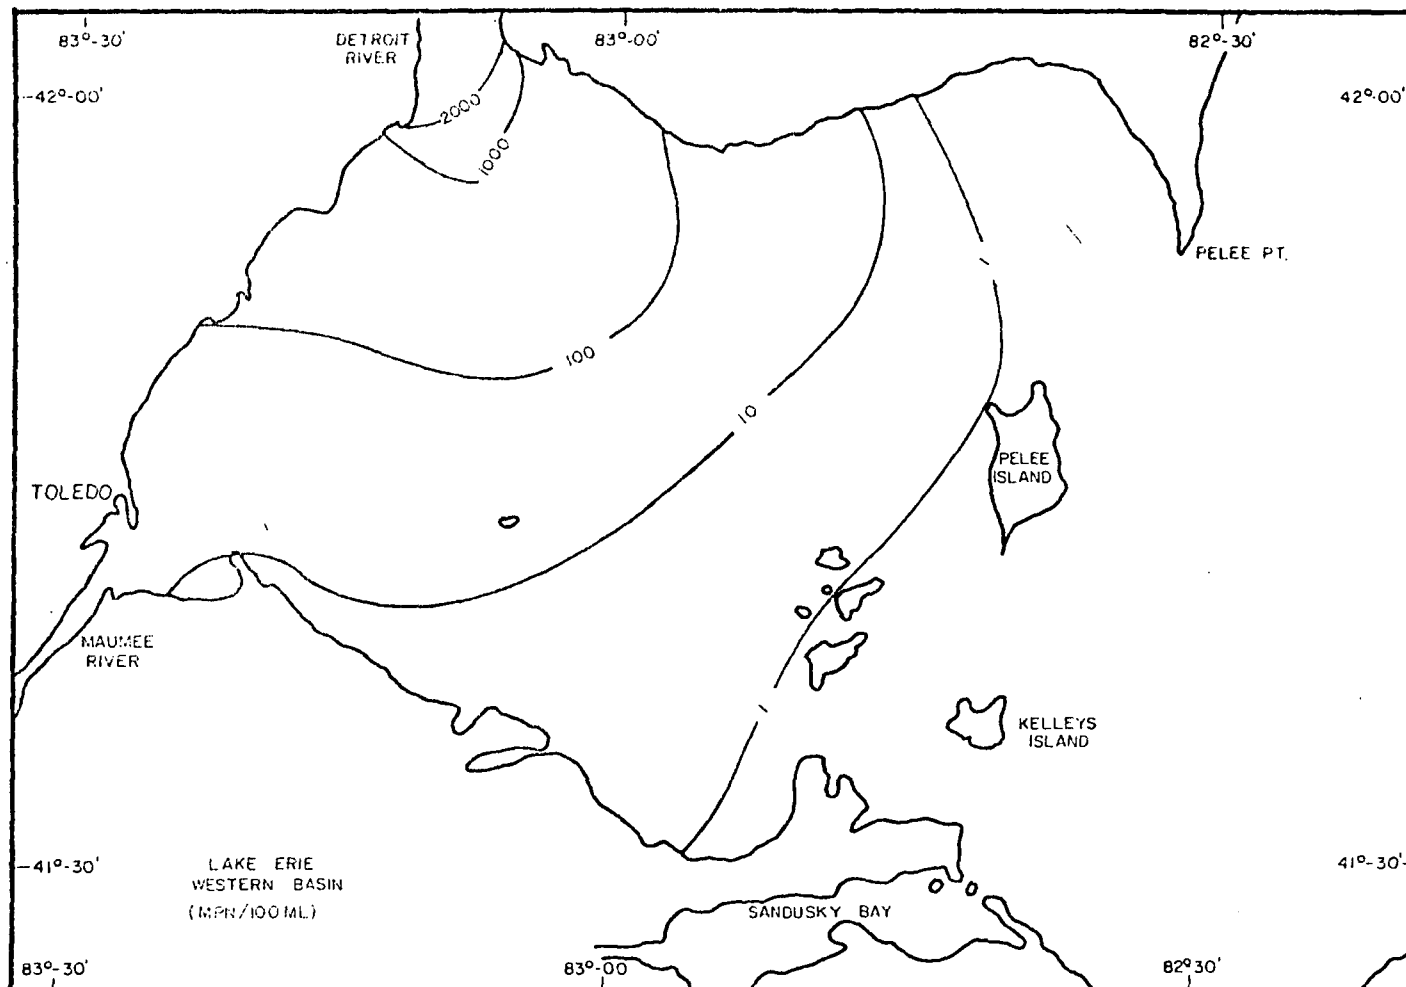 83°-30'
DETROIT
RIVER
83°-00'
82°-30'
42°-00'
42°-00'
2000
1000
PELEE PT.
100
10
1
PELEE
ISLAND
TOLEDO
MAUMEE
RIVER
1
KELLEYS
ISLAND
41°-30'
41°-30'
LAKE ERIE
WESTERN BASIN
(MPN/100ML)
SANDUSKY BAY
83°-30'
83°-00
82°30'